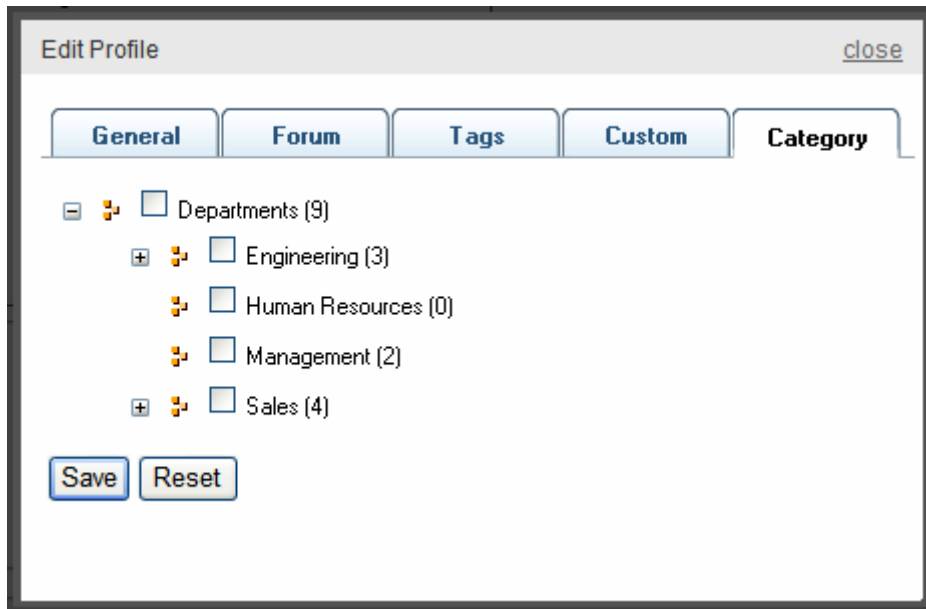 Edit Profile close
General Forum Tags Custom Category
Departments (9)
Engineering (3)
Human Resources (0)
Management (2)
Sales (4)
Save Reset